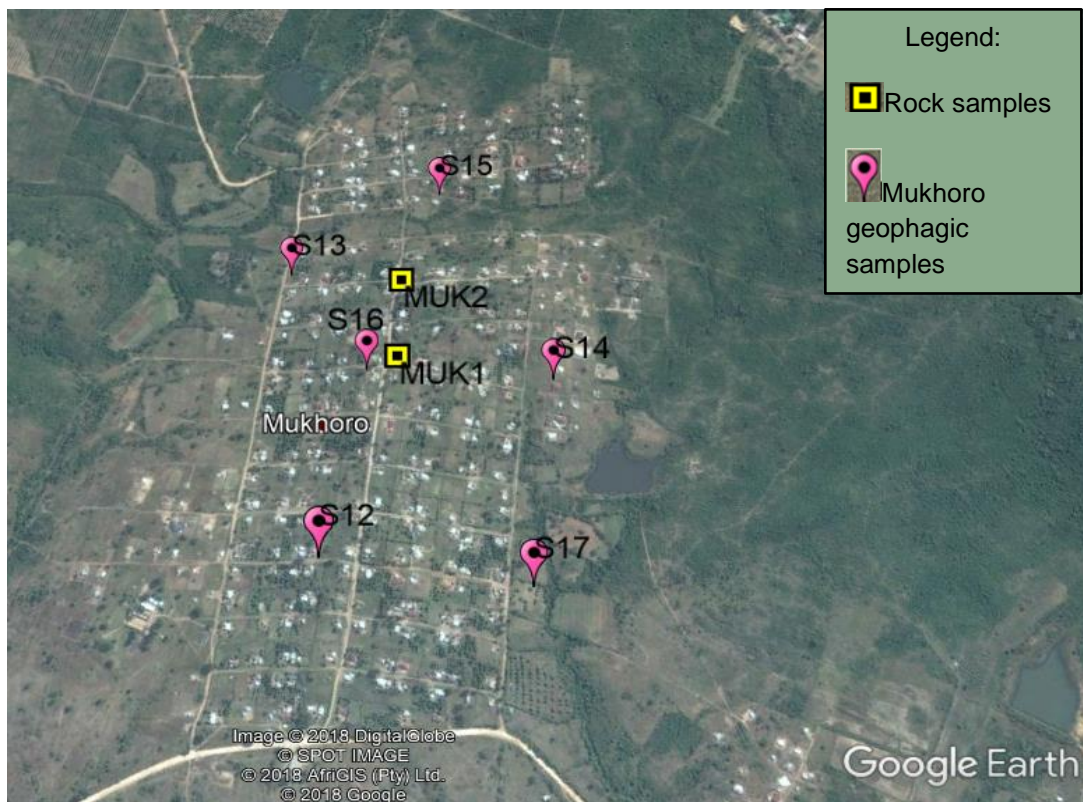 Legend:
Rock samples
Mukhoro
geophagic
samples
S15
S13
MUK2
S16
S14
MUK1
Mukhoro
S12
S17
Image © 2018 DigitalGlobe
© SPOT IMAGE
© 2018 AfriGIS (Pty) Ltd.
© 2018 Google
Google Earth